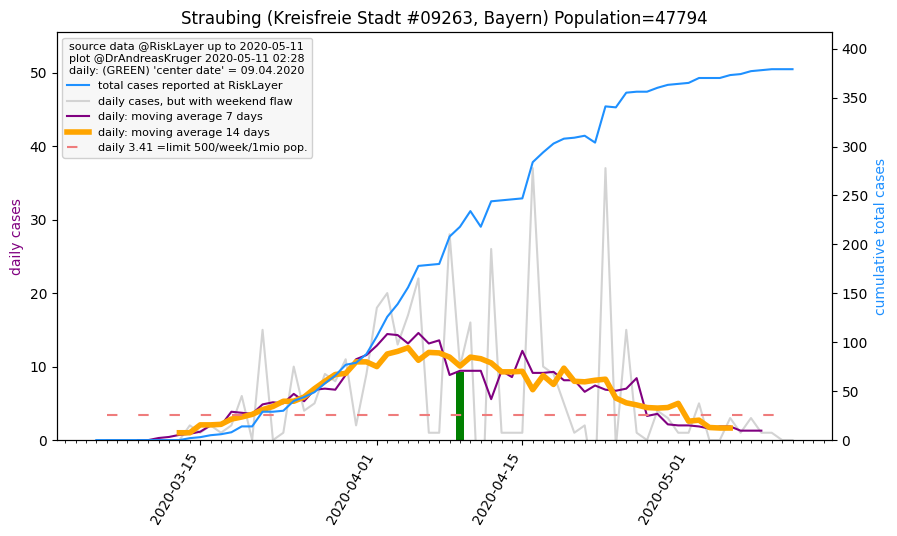 Straubing (Kreisfreie Stadt #09263, Bayern) Population=47794
source data @RiskLayer up to 2020-05-11
plot @DrAndreasKruger 2020-05-11 02:28
daily: (GREEN) 'center date' = 09.04.2020
total cases reported at RiskLayer
daily cases, but with weekend flaw
daily: moving average 7 days
daily: moving average 14 days
daily 3.41 =limit 500/week/1mio pop.
daily cases
50
40
30
20
10
0
400
350
300
250
200
150
100
50
0
cumulative total cases
2020-03-15
2020-04-01
2020-04-15
2020-05-01